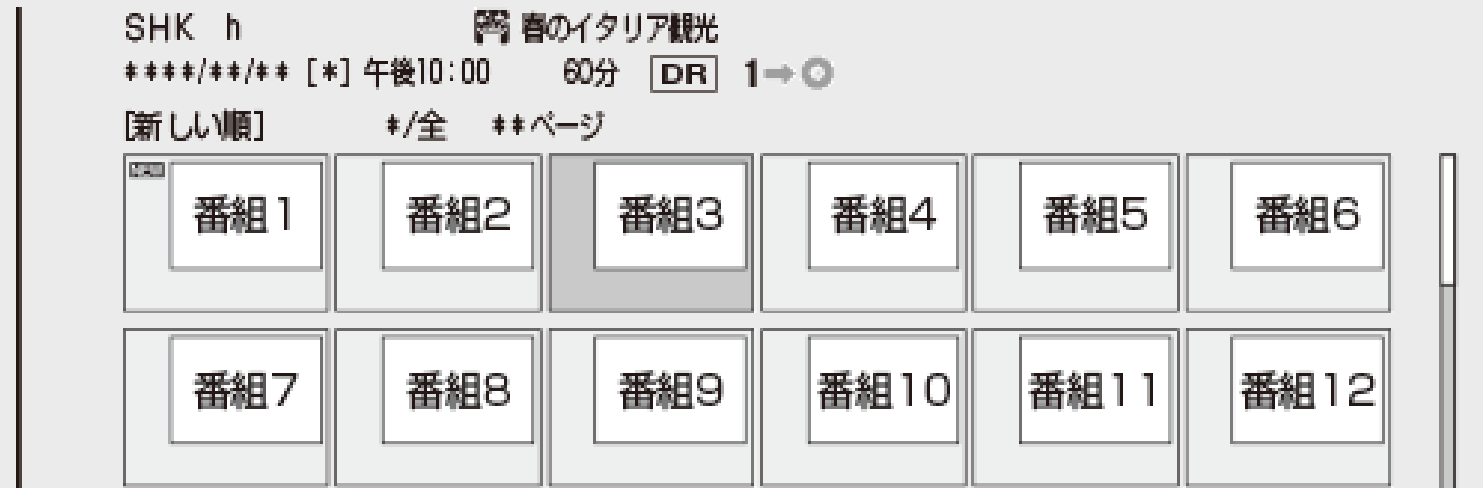 SHK h 春のイタリア観光
****/**/** [*] 午後10:00 60分 DR 1➡
[新しい順] */全 **ページ
NEW
番組1 番組2 番組3 番組4 番組5 番組6
番組7 番組8 番組9 番組10 番組11 番組12